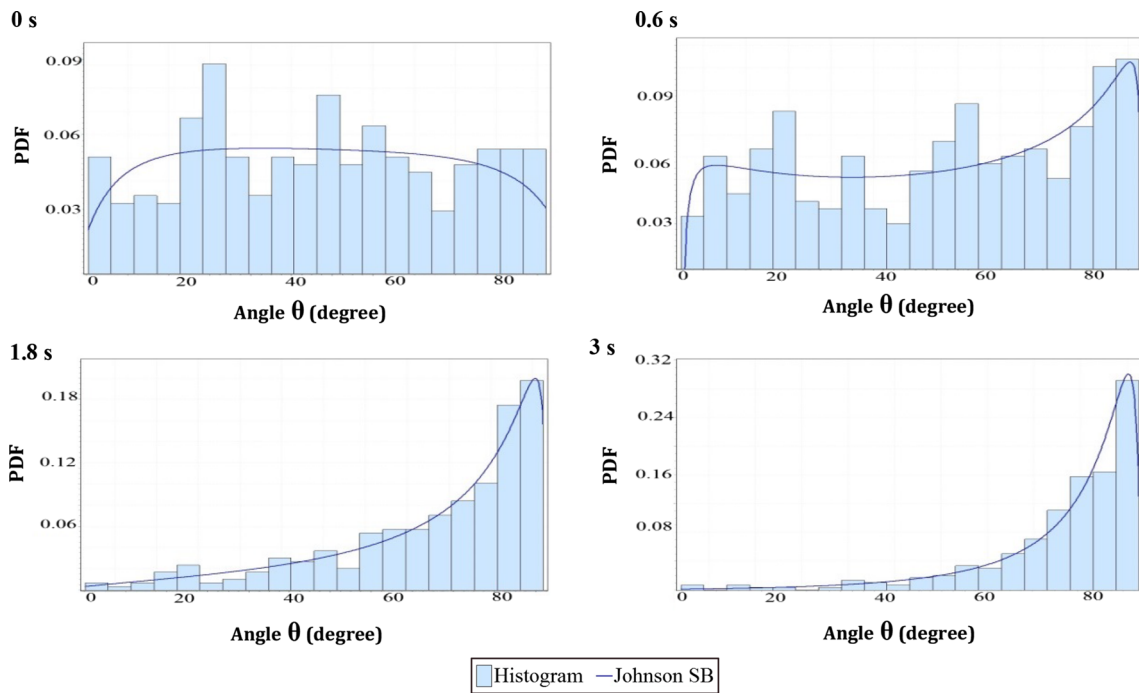 0 s
0.09
0.06
0.03
PDF
0 20 40 60 80
Angle θ (degree)
0.6 s
0.09
0.06
0.03
PDF
0 20 40 60 80
Angle θ (degree)
1.8 s
0.18
0.12
0.06
PDF
0 20 40 60 80
Angle θ (degree)
3 s
0.32
0.24
0.16
0.08
PDF
0 20 40 60 80
Angle θ (degree)
Histogram Johnson SB